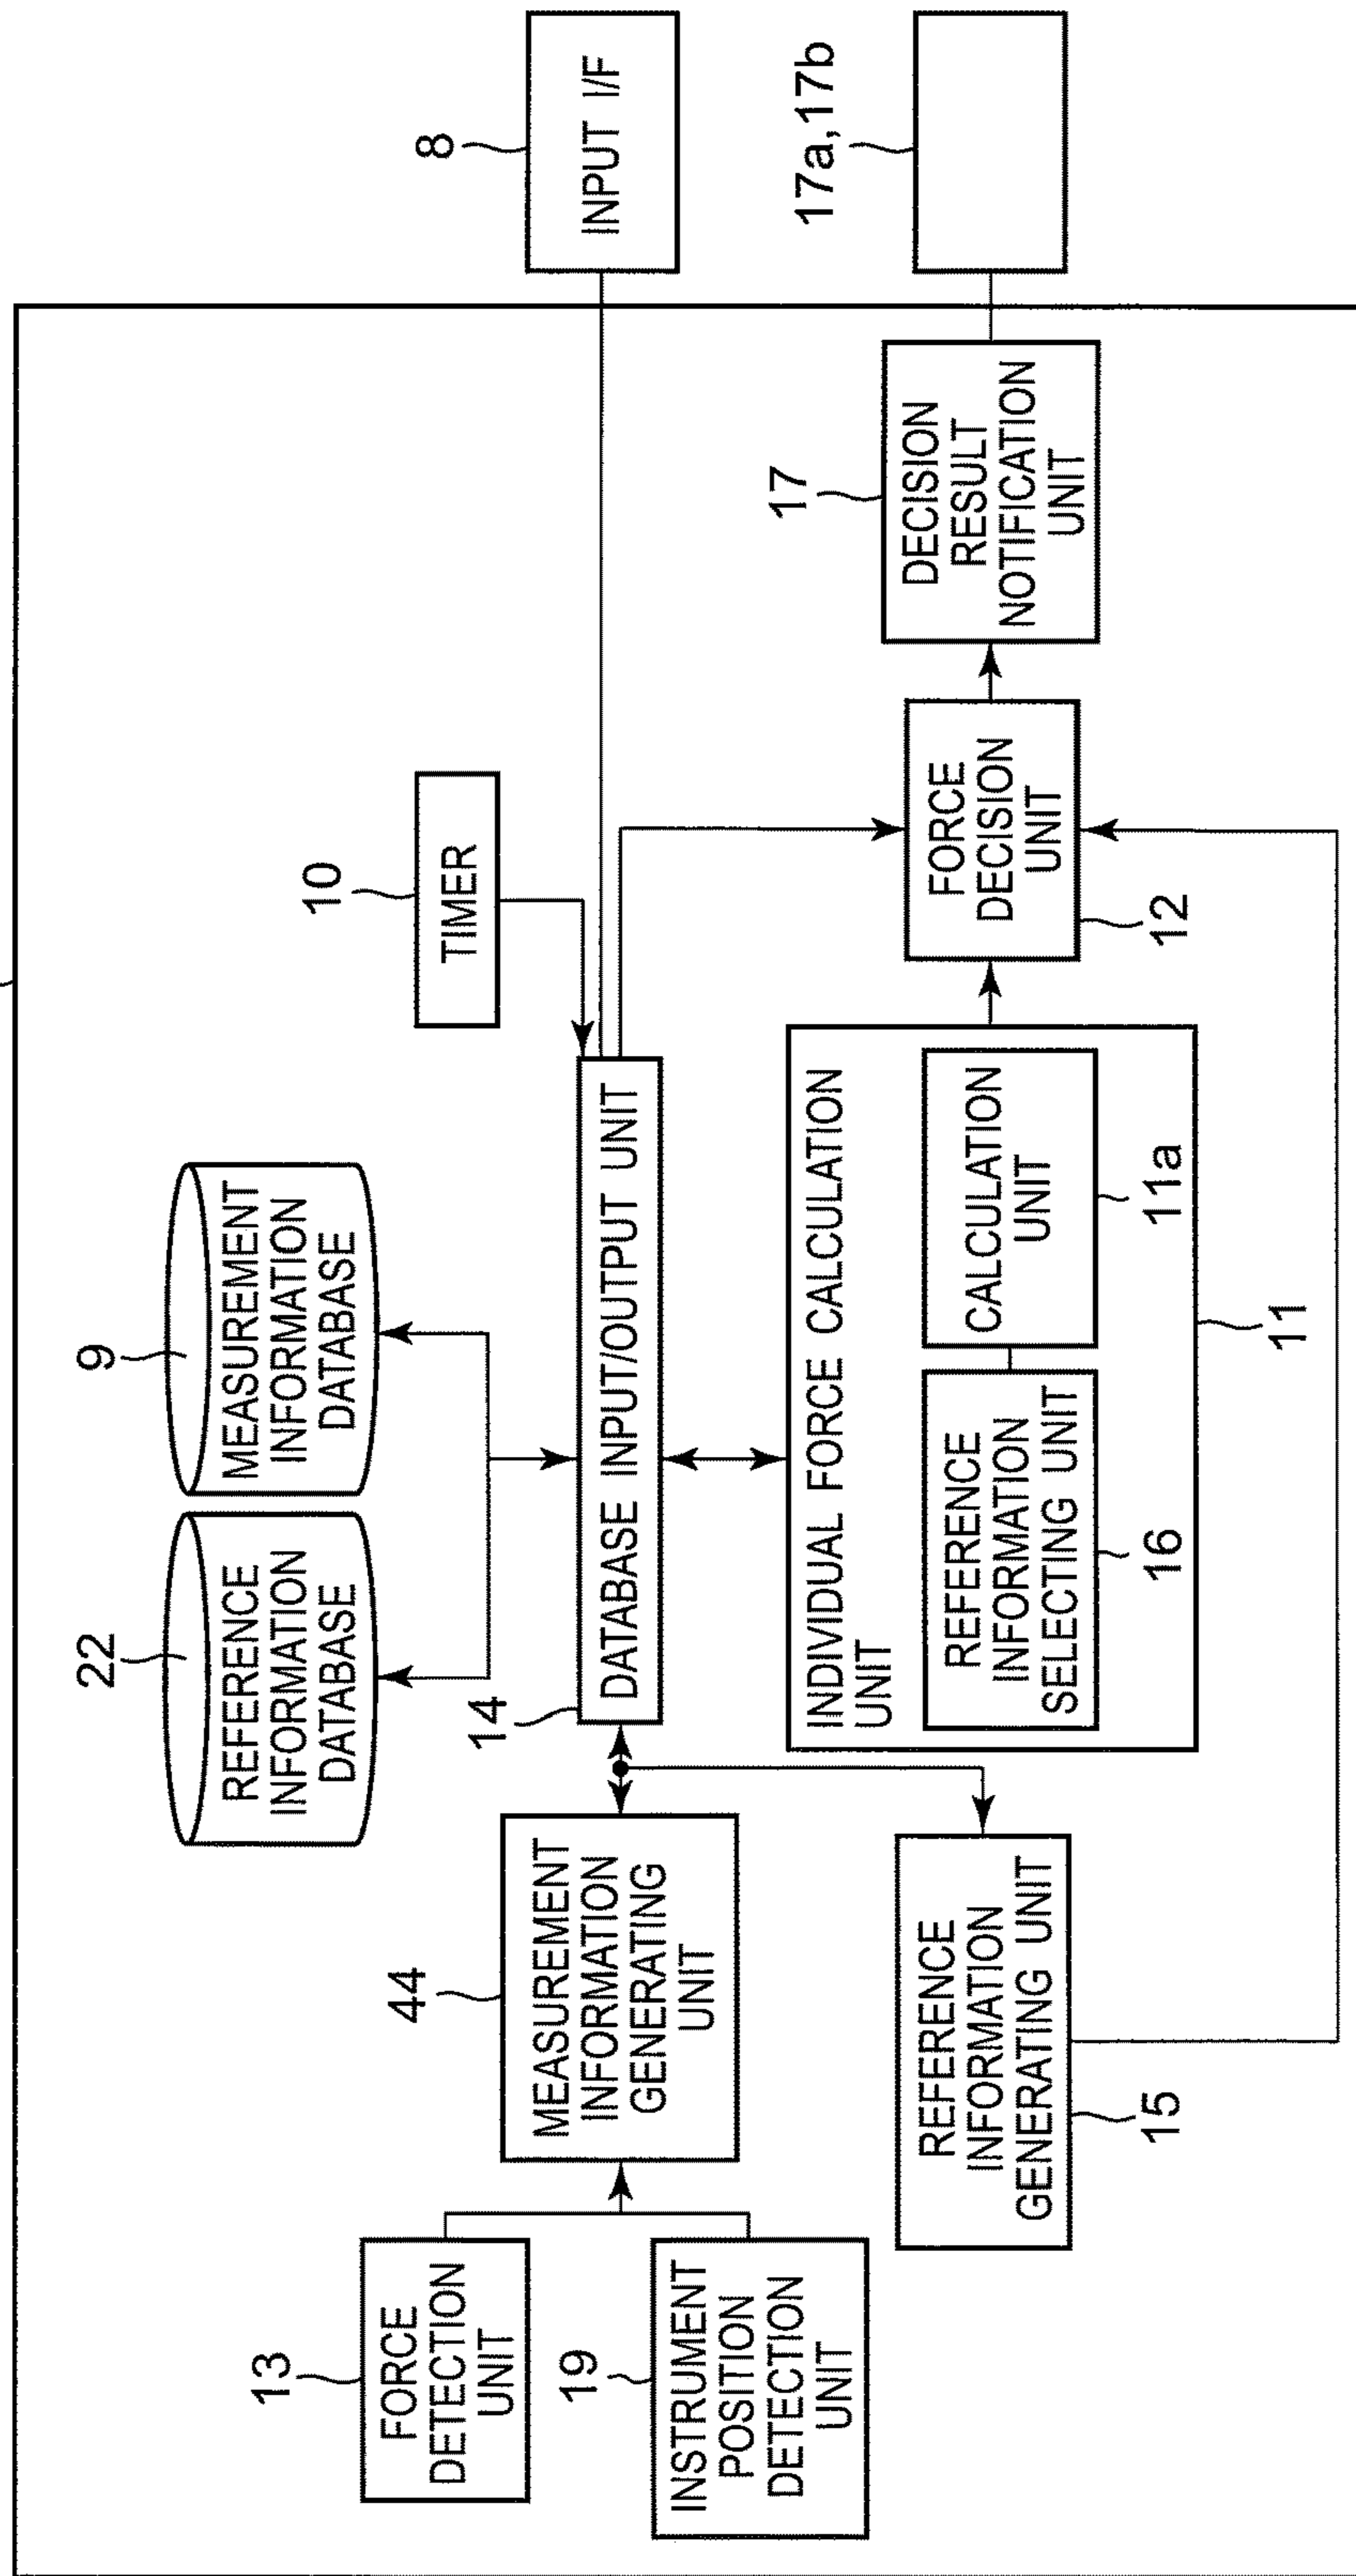 22
REFERENCE
INFORMATION
DATABASE
9
MEASUREMENT
INFORMATION
DATABASE
10
TIMER
8
INPUT I/F
13
FORCE
DETECTION
UNIT
19
INSTRUMENT
POSITION
DETECTION
UNIT
44
MEASUREMENT
INFORMATION
GENERATING
UNIT
14
DATABASE INPUT/OUTPUT UNIT
15
REFERENCE
INFORMATION
GENERATING UNIT
INDIVIDUAL FORCE CALCULATION
UNIT
REFERENCE
INFORMATION
SELECTING UNIT
16
CALCULATION
UNIT
11a
11
FORCE
DECISION
UNIT
12
17
DECISION
RESULT
NOTIFICATION
UNIT
17a,17b